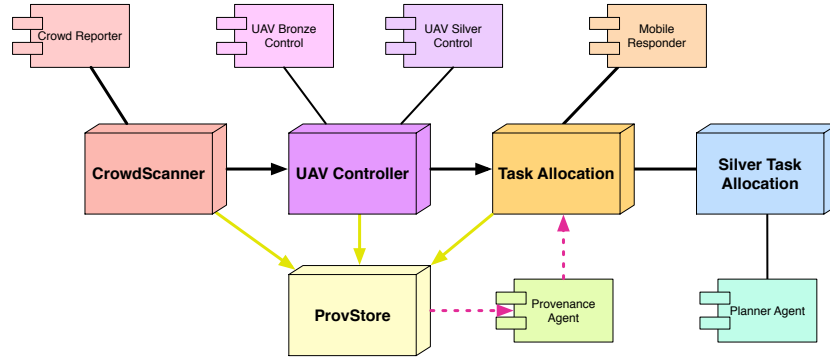 Crowd Reporter
UAV Bronze
Control
UAV Silver
Control
Mobile
Responder
CrowdScanner
UAV Controller
Task Allocation
Silver Task
Allocation
ProvStore
Provenance
Agent
Planner Agent